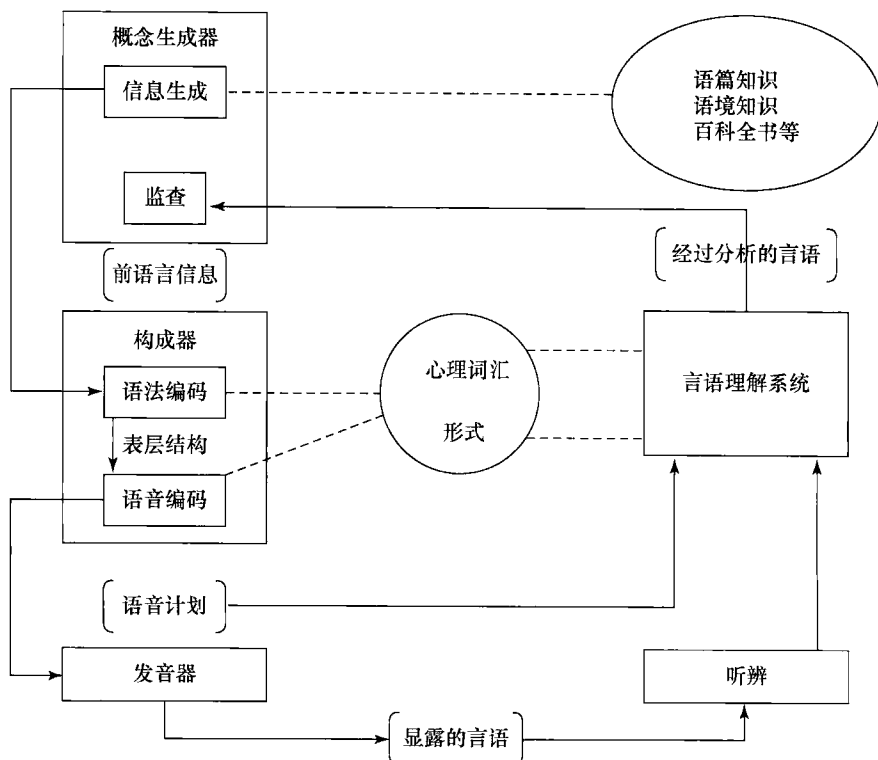 概念生成器
信息生成
语篇知识
语境知识
百科全书等
监查
前语言信息
经过分析的言语
构成器
语法编码
心理词汇
言语理解系统
表层结构
形式
语音编码
语音计划
发音器
听辨
显露的言语